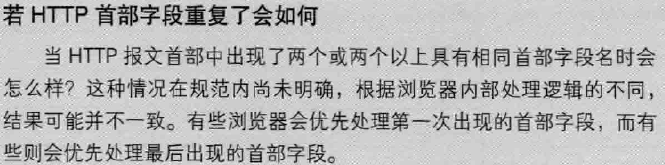 若 HTTP 首部字段重复了会如何
当 HTTP 报文首部中出现了两个或两个以上具有相同首部字段名时会
怎么样？这种情况在规范内尚未明确，根据浏览器内部处理逻辑的不同，
结果可能并不一致。有些浏览器会优先处理第一次出现的首部字段，而有
些则会优先处理最后出现的首部字段。